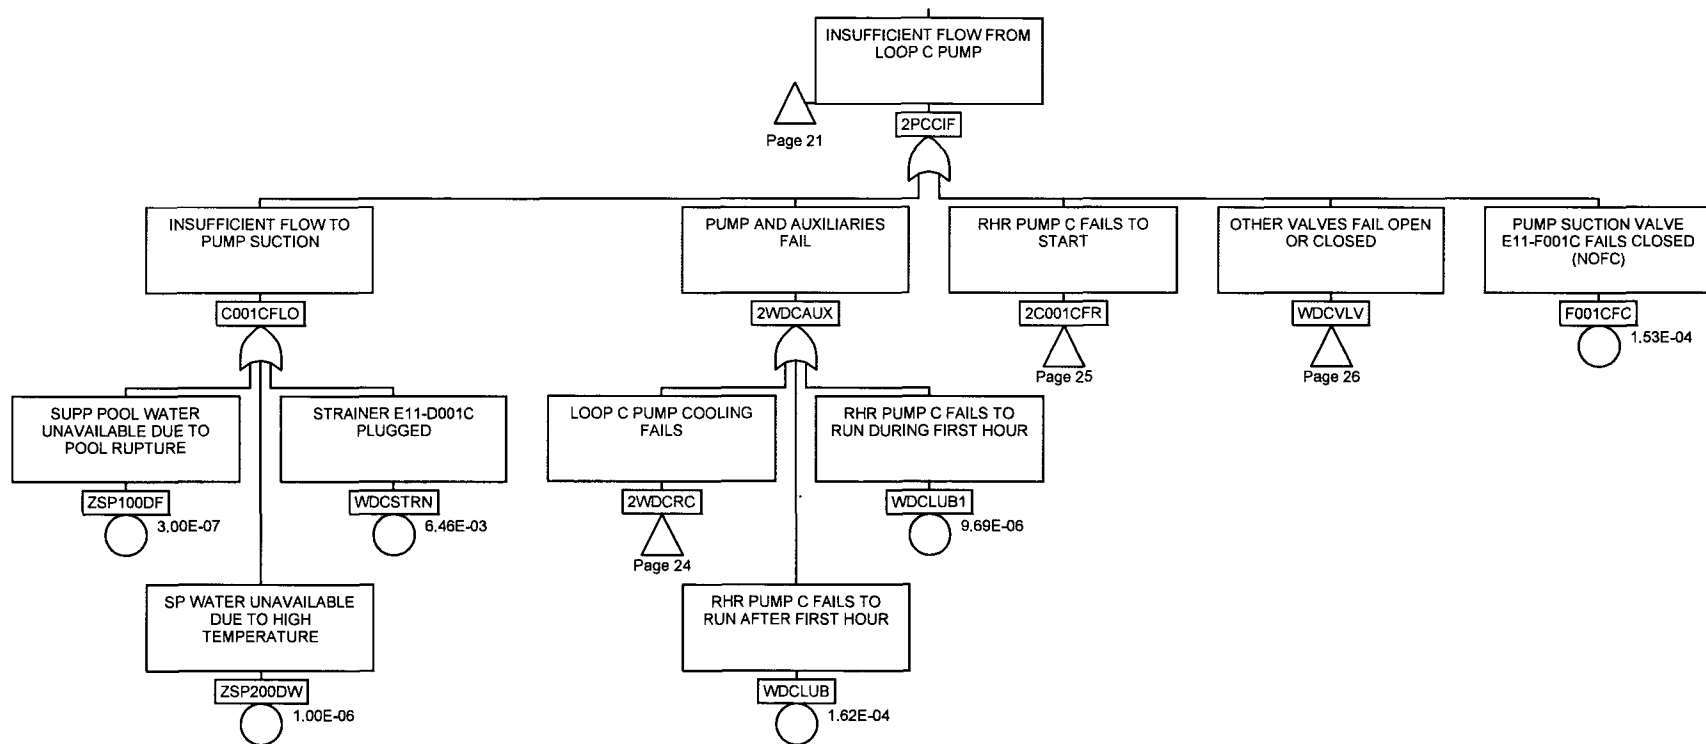 INSUFFICIENT FLOW FROM
LOOP C PUMP
Page 21
2PCCIF
INSUFFICIENT FLOW TO
PUMP SUCTION
C001CFLO
PUMP AND AUXILIARIES
FAIL
2WDCAUX
RHR PUMP C FAILS TO
START
2C001CFR
Page 25
OTHER VALVES FAIL OPEN
OR CLOSED
WDCVLV
Page 26
PUMP SUCTION VALVE
E11-F001C FAILS CLOSED
(NOFC)
F001CFC
1.53E-04
SUPP POOL WATER
UNAVAILABLE DUE TO
POOL RUPTURE
ZSP100DF
3.00E-07
STRAINER E11-D001C
PLUGGED
WDCSTRN
6.46E-03
LOOP C PUMP COOLING
FAILS
2WDCRC
Page 24
RHR PUMP C FAILS TO
RUN DURING FIRST HOUR
WDCLUB1
9.69E-06
SP WATER UNAVAILABLE
DUE TO HIGH
TEMPERATURE
ZSP200DW
1.00E-06
RHR PUMP C FAILS TO
RUN AFTER FIRST HOUR
WDCLUB
1.62E-04